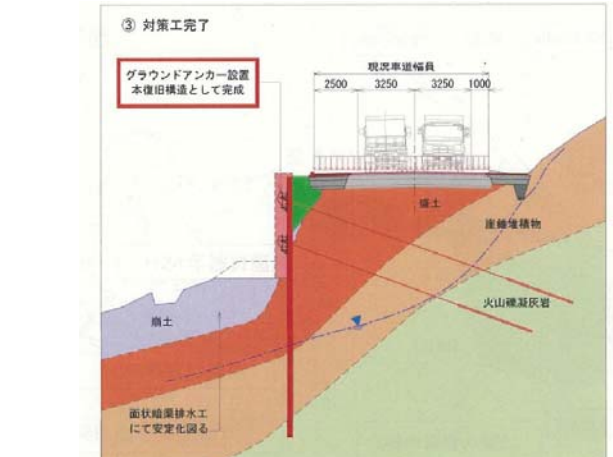 ③ 対策工完了
グラウンドアンカー設置
本復旧構造として完成
現況車道幅員
2500 3250 3250 1000
盛土
崖錐堆積物
火山礫凝灰岩
崩土
面状暗渠排水工
にて安定化図る